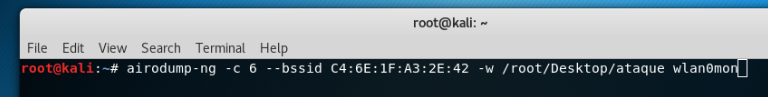 root@kali: ~
File Edit View Search Terminal Help
root@kali:~# airodump-ng -c 6 --bssid C4:6E:1F:A3:2E:42 -w /root/Desktop/ataque wlan0mon